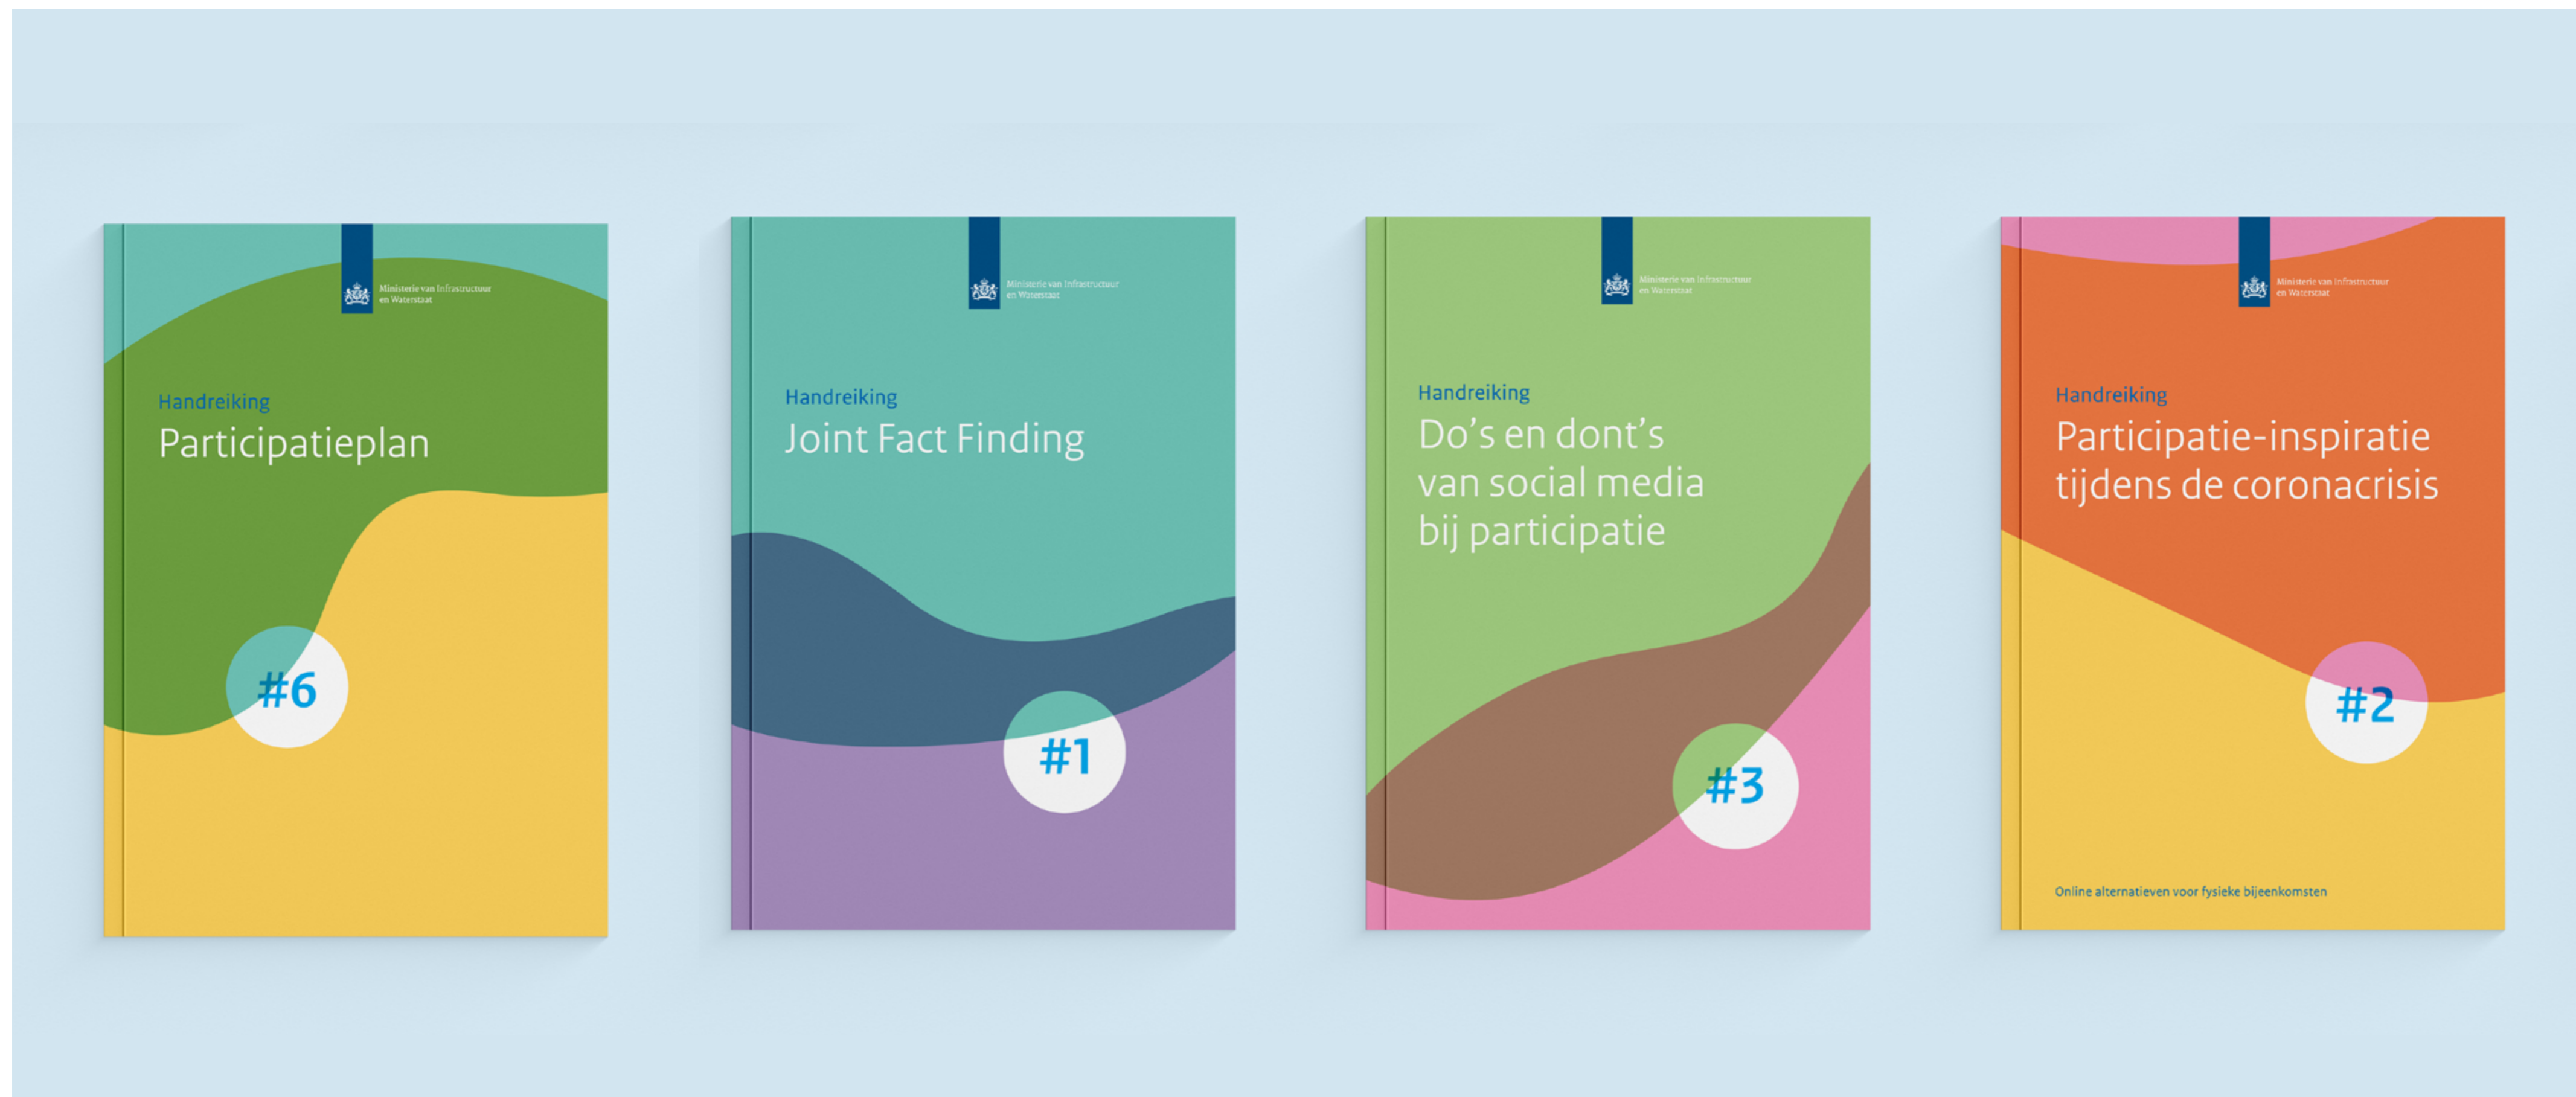 Ministerie van Infrastructuur
en Waterstaat
Handreiking
Participatieplan
#6
Ministerie van Infrastructuur
en Waterstaat
Handreiking
Joint Fact Finding
#1
Ministerie van Infrastructuur
en Waterstaat
Handreiking
Do's en dont's
van social media
bij participatie
#3
Ministerie van Infrastructuur
en Waterstaat
Handreiking
Participatie-inspiratie
tijdens de coronacrisis
#2
Online alternatieven voor fysieke bijeenkomsten